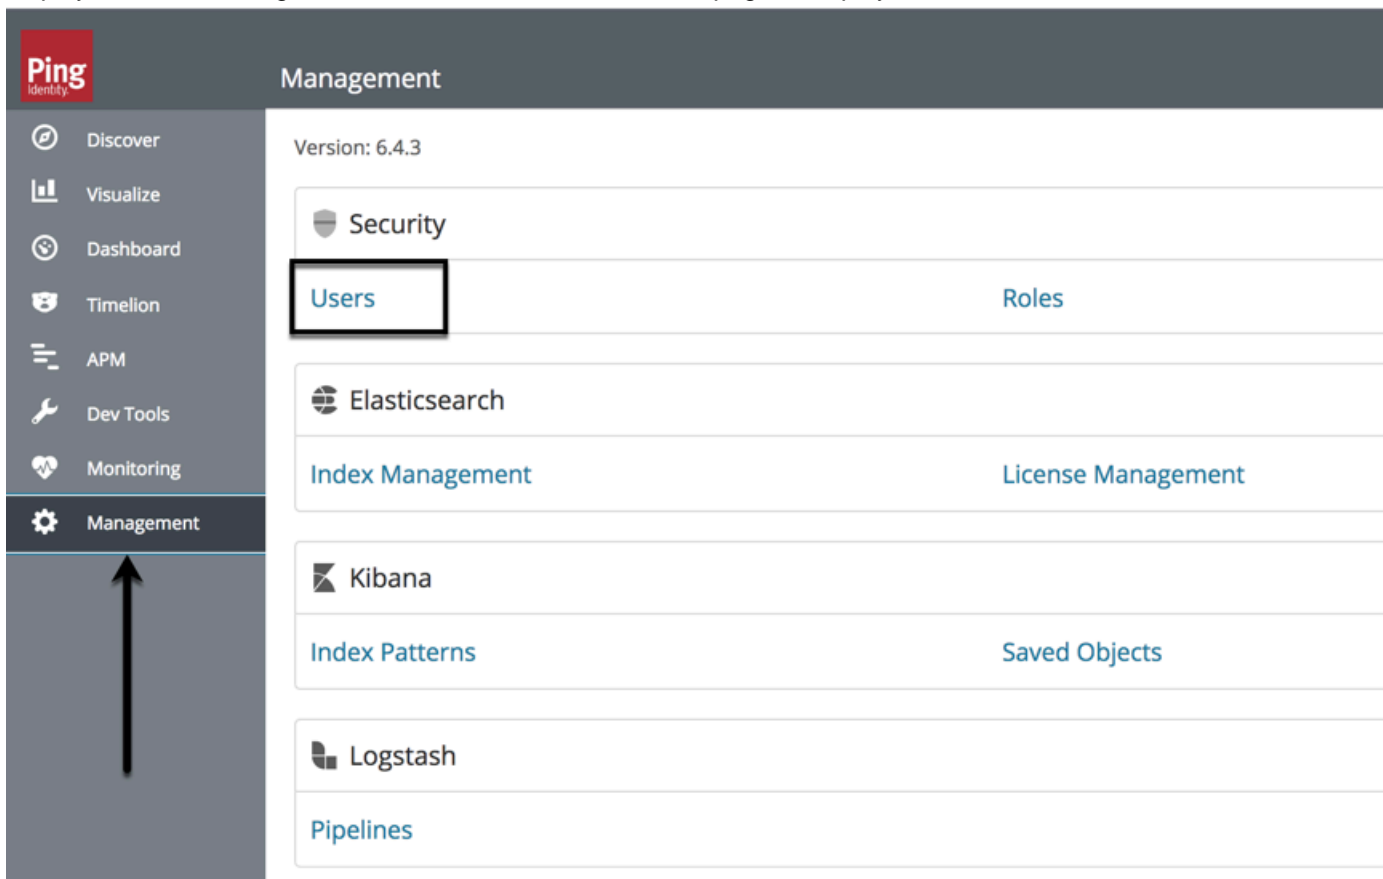 Ping
Identity.
Management
Discover
Visualize
Dashboard
Timelion
APM
Dev Tools
Monitoring
Management
Version: 6.4.3
Security
Users
Roles
Elasticsearch
Index Management
License Management
Kibana
Index Patterns
Saved Objects
Logstash
Pipelines